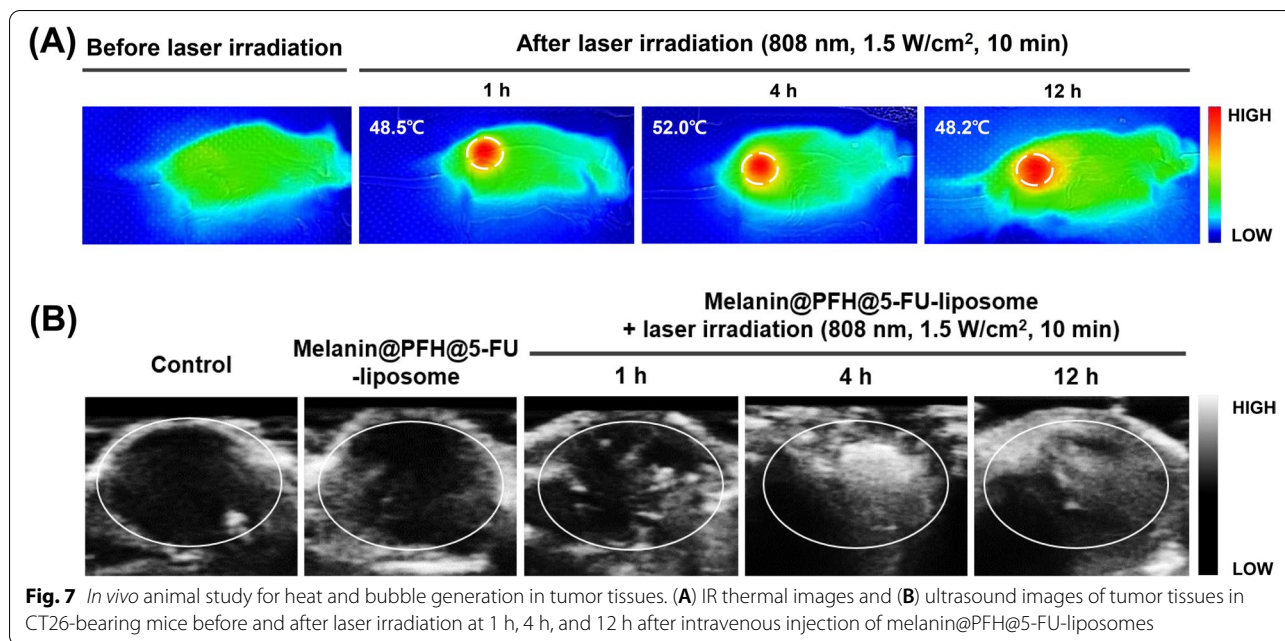 (A)
Before laser irradiation
After laser irradiation (808 nm, 1.5 W/cm², 10 min)
1 h
4 h
12 h
48.5℃
52.0℃
48.2℃
HIGH
LOW
(B)
Control
Melanin@PFH@5-FU
-liposome
Melanin@PFH@5-FU-liposome
+ laser irradiation (808 nm, 1.5 W/cm², 10 min)
1 h
4 h
12 h
HIGH
LOW
Fig. 7 In vivo animal study for heat and bubble generation in tumor tissues. (A) IR thermal images and (B) ultrasound images of tumor tissues in
CT26-bearing mice before and after laser irradiation at 1 h, 4 h, and 12 h after intravenous injection of melanin@PFH@5-FU-liposomes